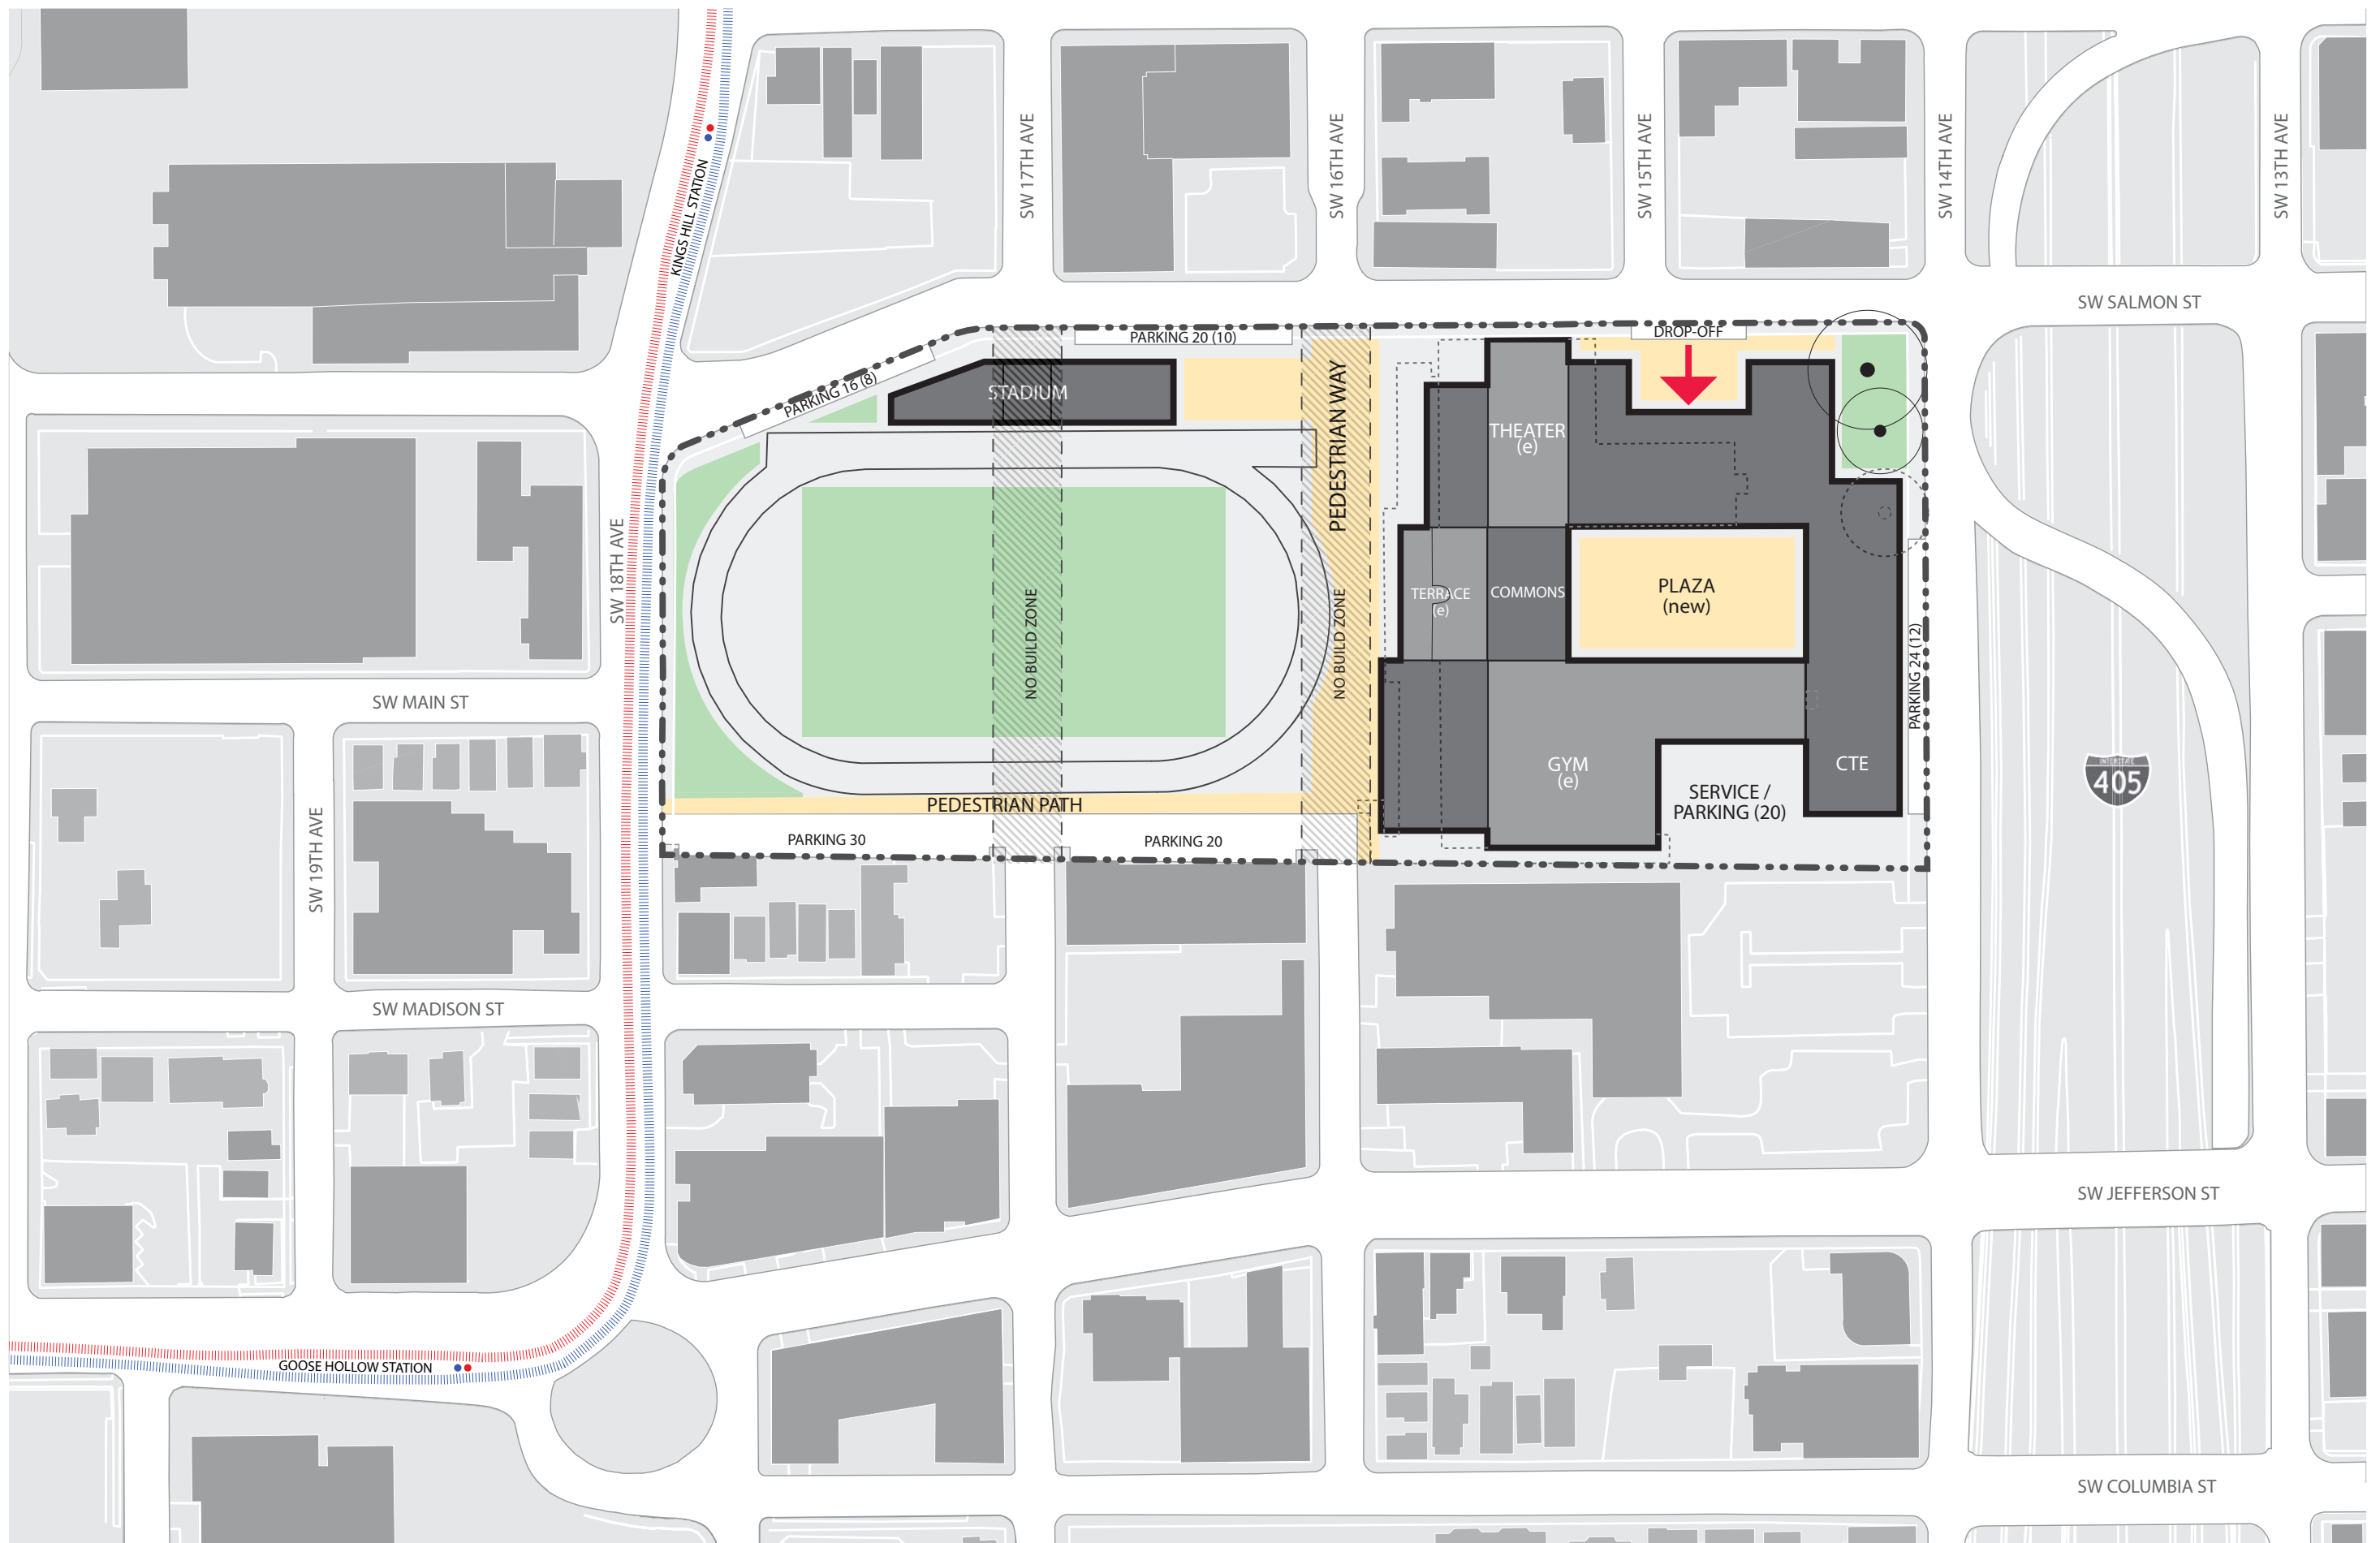 SW 17TH AVE
SW 16TH AVE
SW 15TH AVE
SW 14TH AVE
SW 13TH AVE
KINGS HILL STATION
SW SALMON ST
DROP-OFF
PARKING 20 (10)
PARKING 16 (8)
STADIUM
PEDESTRIAN WAY
THEATER
(e)
SW 18TH AVE
NO BUILD ZONE
NO BUILD ZONE
TERRACE
(e)
COMMONS
PLAZA
(new)
PARKING 24 (12)
SW MAIN ST
GYM
(e)
CTE
SERVICE /
PARKING (20)
INTERSTATE
405
PEDESTRIAN PATH
PARKING 30
PARKING 20
SW 19TH AVE
SW MADISON ST
SW JEFFERSON ST
GOOSE HOLLOW STATION
SW COLUMBIA ST